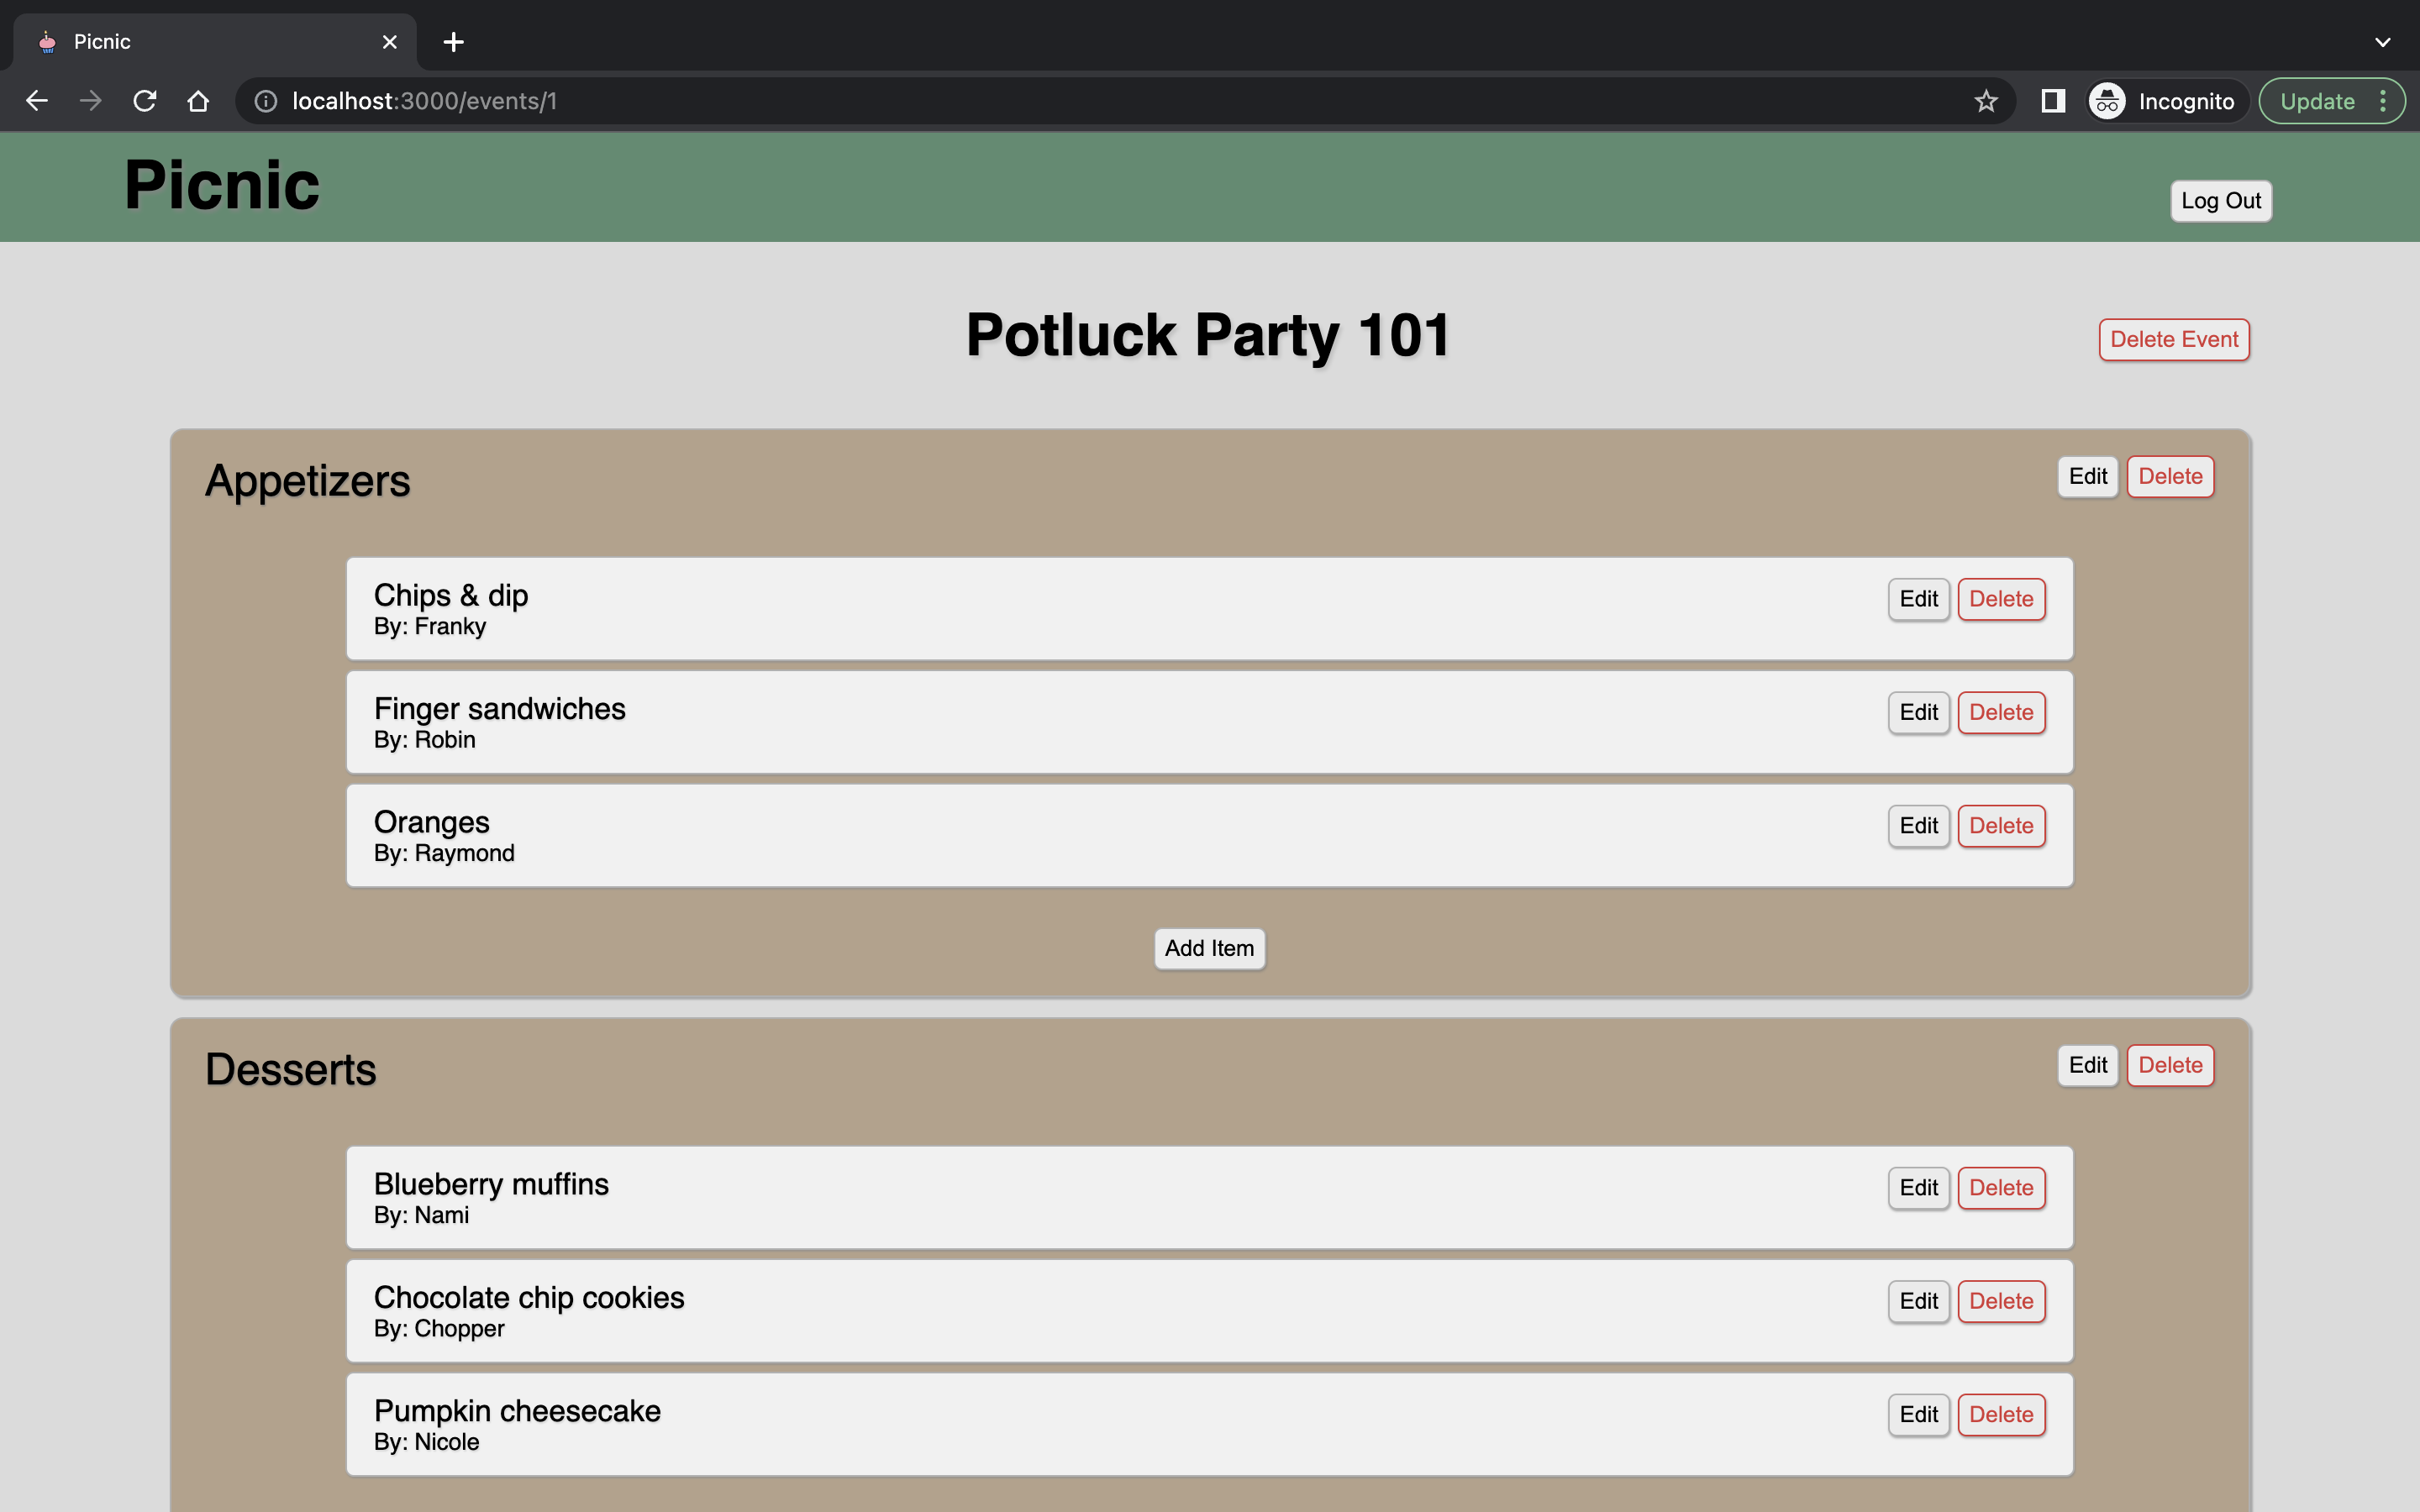 Picnic
localhost:3000/events/1
Incognito
Update
Picnic
Log Out
Potluck Party 101
Delete Event
Appetizers
Edit
Delete
Chips & dip
By: Franky
Edit
Delete
Finger sandwiches
By: Robin
Edit
Delete
Oranges
By: Raymond
Edit
Delete
Add Item
Desserts
Edit
Delete
Blueberry muffins
By: Nami
Edit
Delete
Chocolate chip cookies
By: Chopper
Edit
Delete
Pumpkin cheesecake
By: Nicole
Edit
Delete